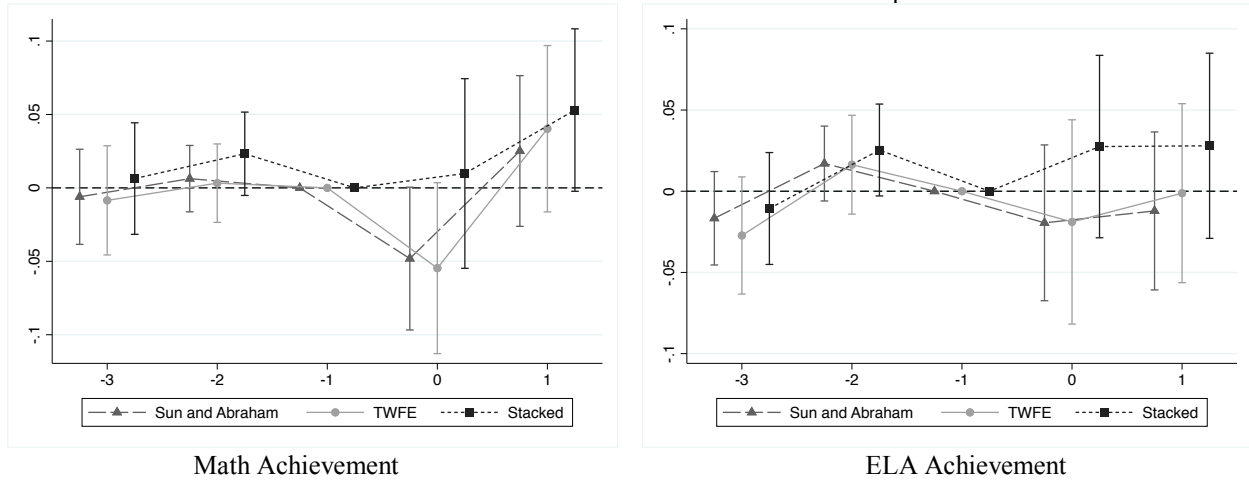 .1
.05
0
-.05
-.1
-3 -2 -1 0 1
Sun and Abraham TWFE Stacked
Math Achievement
.1
.05
0
-.05
-.1
-3 -2 -1 0 1
Sun and Abraham TWFE Stacked
ELA Achievement